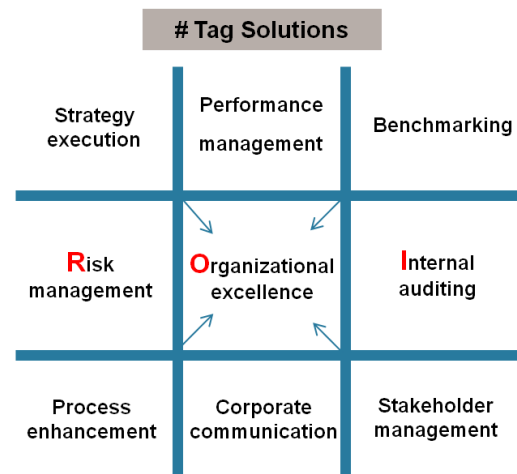 # Tag Solutions
Strategy
execution
Performance
management
Benchmarking
Risk
management
Organizational
excellence
Internal
auditing
Process
enhancement
Corporate
communication
Stakeholder
management